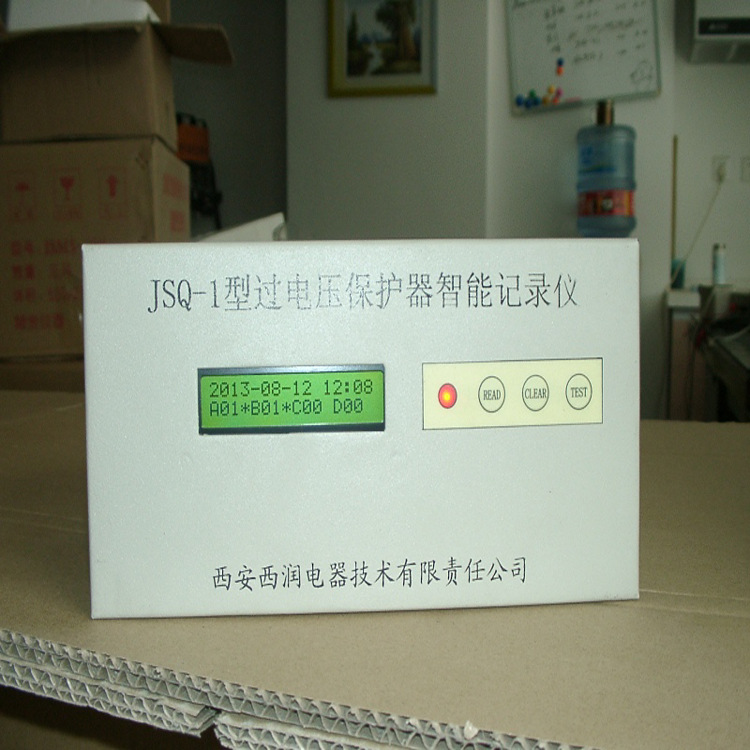 JSQ-1型过电压保护器智能记录仪
2013-08-12 12:08
A01*B01*C00 D00
READ
CLEAR
TEST
西安西润电器技术有限责任公司